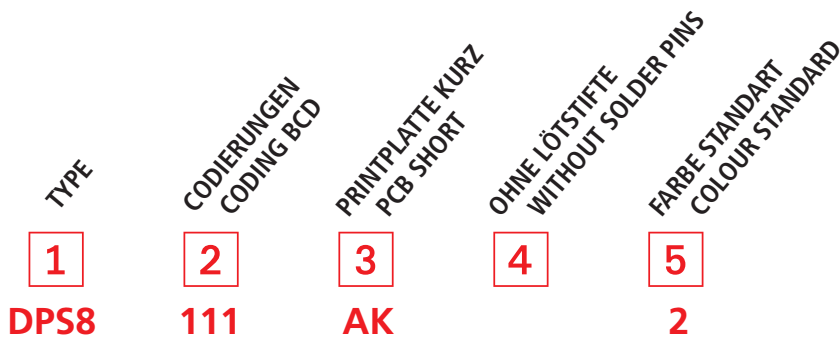 TYPE
CODIERUNGEN
CODING BCD
PRINTPLATTE KURZ
PCB SHORT
OHNE LÖTSTIFTE
WITHOUT SOLDER PINS
FARBE STANDART
COLOUR STANDARD
1 2 3 4 5
DPS8 111 AK 2